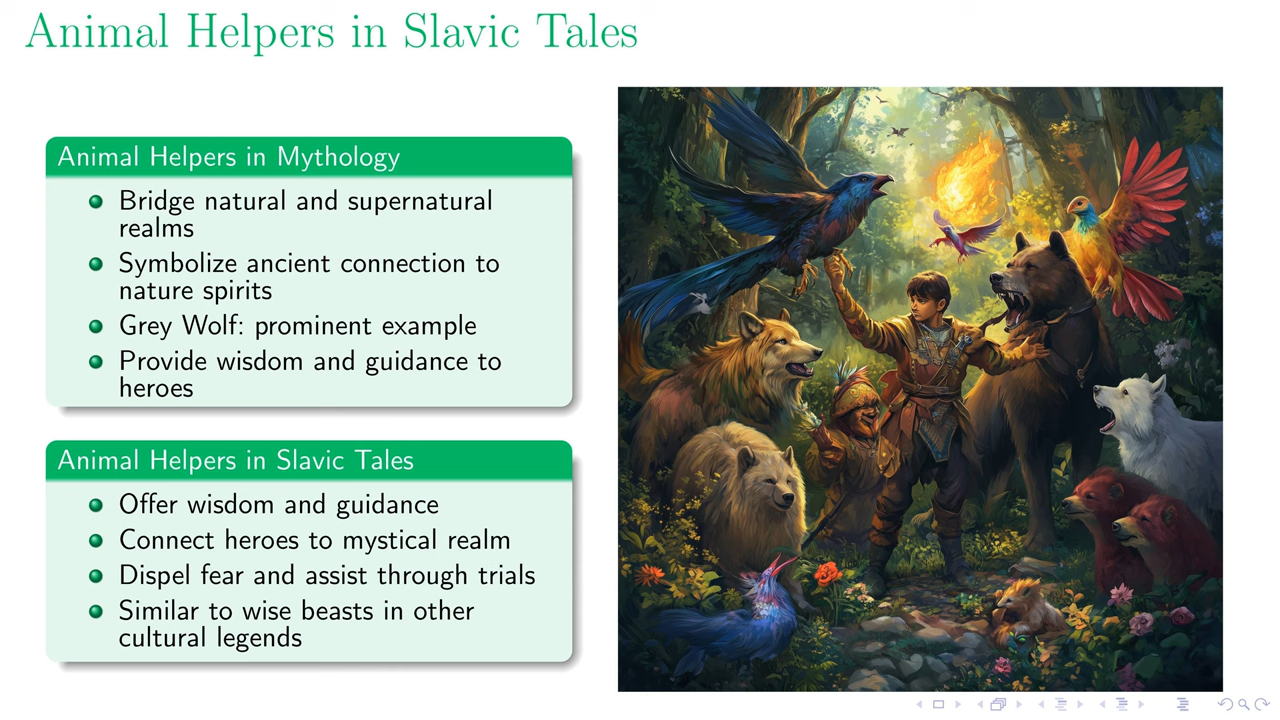 Animal Helpers in Slavic Tales
Animal Helpers in Mythology
Bridge natural and supernatural
realms
Symbolize ancient connection to
nature spirits
Grey Wolf: prominent example
Provide wisdom and guidance to
heroes
Animal Helpers in Slavic Tales
Offer wisdom and guidance
Connect heroes to mystical realm
Dispel fear and assist through trials
Similar to wise beasts in other
cultural legends